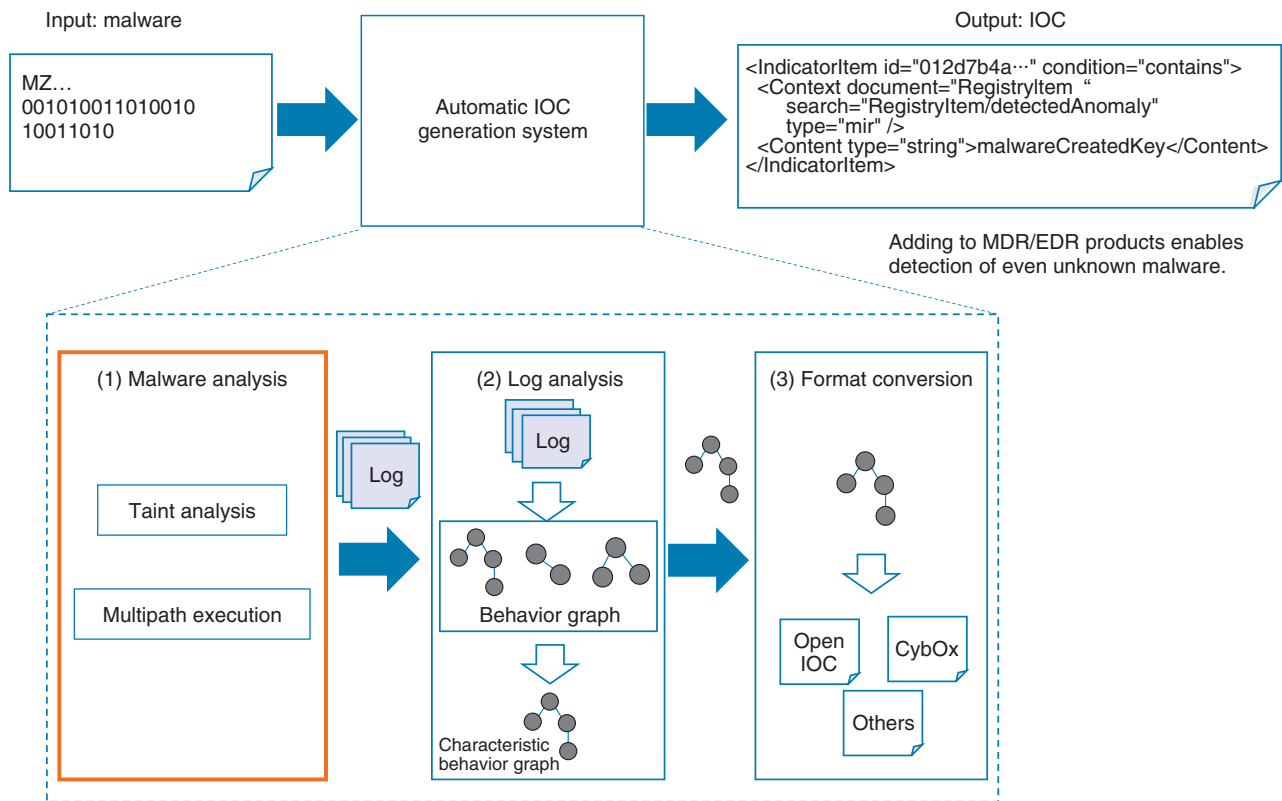 Input: malware
MZ...
001010011010010
10011010
Automatic IOC
generation system
Output: IOC
<IndicatorItem id="012d7b4a···" condition="contains">
<Context document="RegistryItem “
search="RegistryItem/detectedAnomaly"
type="mir" />
<Content type="string">malwareCreatedKey</Content>
</IndicatorItem>
Adding to MDR/EDR products enables
detection of even unknown malware.
(1) Malware analysis
Taint analysis
Multipath execution
Log
(2) Log analysis
Log
Behavior graph
Characteristic
behavior graph
(3) Format conversion
Open
IOC
CybOx
Others